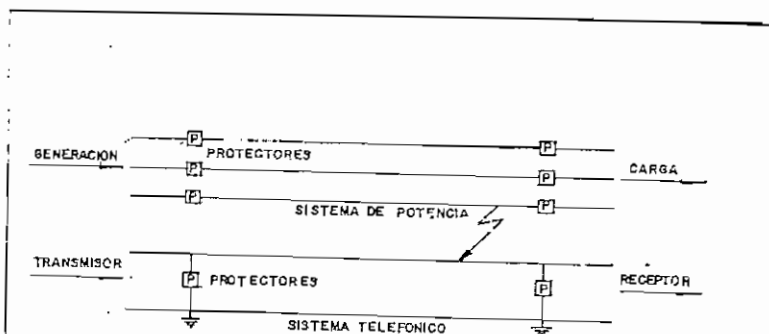 P
P
GENERACION
PROTECTORES
P
P
CARGA
P
P
SISTEMA DE POTENCIA
TRANSMISOR
P
PROTECTORES
P
RECEPTOR
SISTEMA TELEFONICO